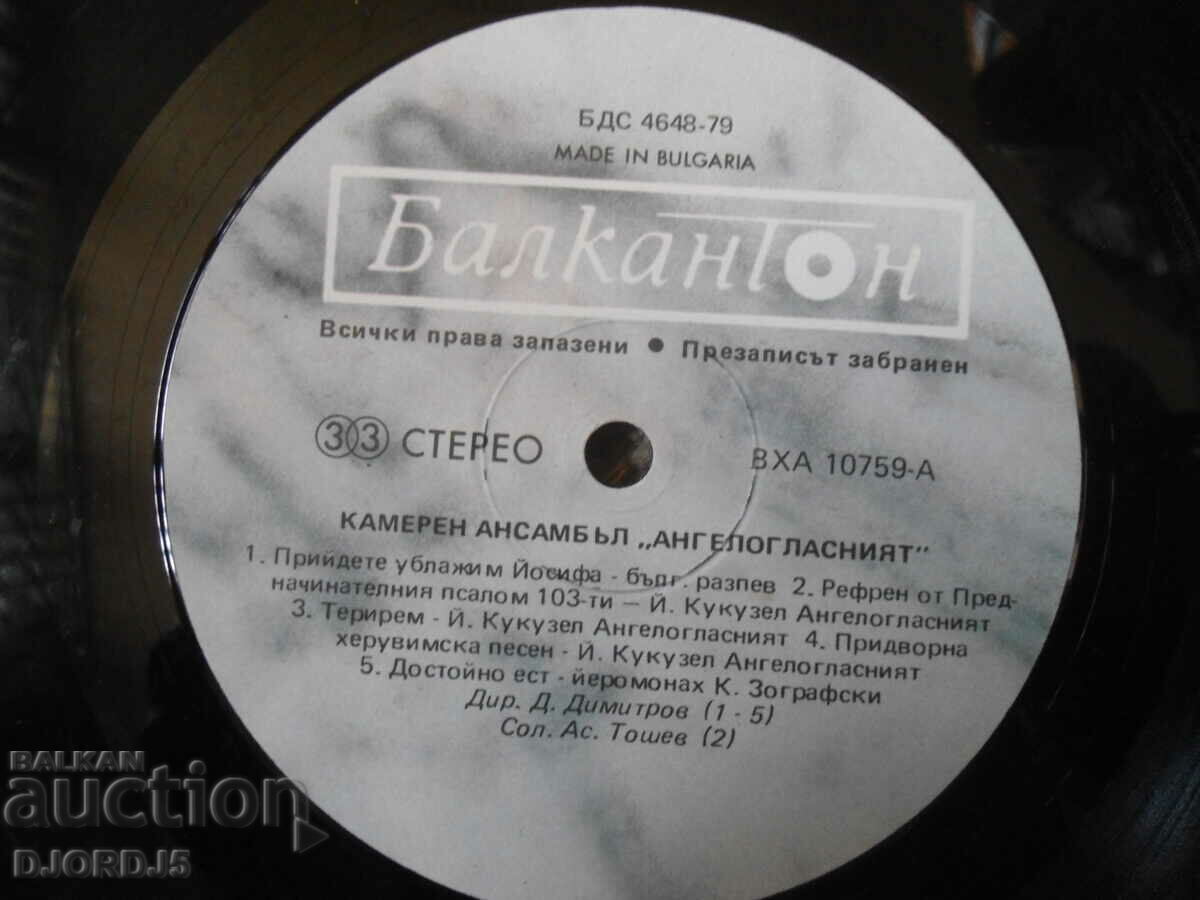 БДС 4648-79
MADE IN BULGARIA
Балкантон
Всички права запазени ● Презаписът забранен
33 СТЕРЕО
ВХА 10759-А
КАМЕРЕН АНСАМБЪЛ „АНГЕЛОГЛАСНИЯТ"
1. Прийдете ублажим Йосифа - бълг. разпев 2. Рефрен от Пред-
начинателния псалом 103-ти – Й. Кукузел Ангелогласният
3. Терирем - Й. Кукузел Ангелогласният 4. Придворна
херувимска песен - Й. Кукузел Ангелогласният
5. Достойно ест - йеромонах К. Зографски
Дир. Д. Димитров (1 - 5)
Сол. Ас. Тошев (2)
BALKAN
auction
DJORDJ5